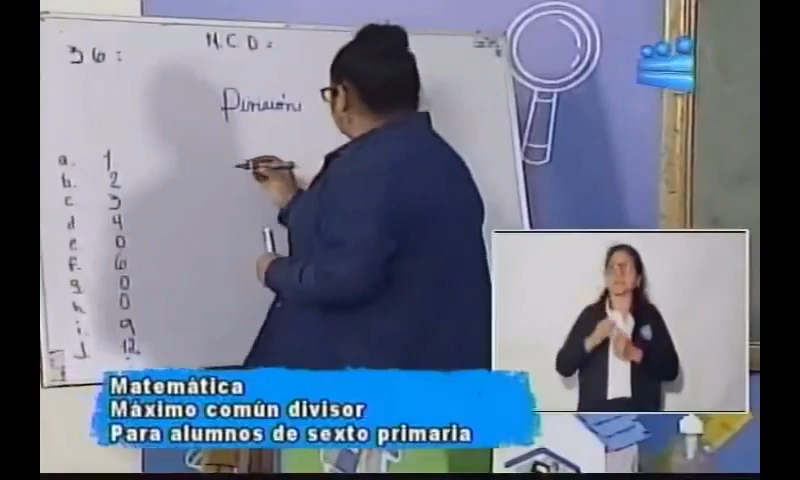 M.C.D.
36:
División
a. 1
b. 2
c 3
d 4
e. 0
f. 6
g 0
h 0
i. 9
j 12
Matemática
Máximo común divisor
Para alumnos de sexto primaria